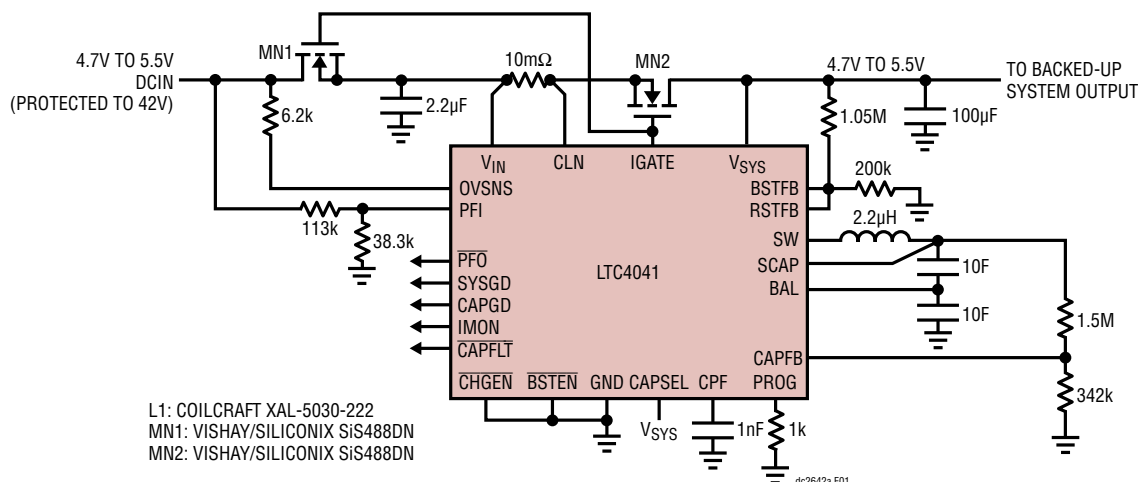 MN1
4.7V TO 5.5V
DCIN
(PROTECTED TO 42V)
10mΩ
MN2
4.7V TO 5.5V
TO BACKED-UP
SYSTEM OUTPUT
6.2k
2.2µF
1.05M
100µF
VIN
CLN
IGATE
VSYS
OVSNS
PFI
113k
38.3k
BSTFB
RSTFB
200k
2.2µH
SW
SCAP
BAL
10F
10F
1.5M
PFO
SYSGD
CAPGD
IMON
CAPFLT
LTC4041
CAPFB
342k
CHGEN
BSTEN
GND
CAPSEL
CPF
PROG
VSYS
1nF
1k
L1: COILCRAFT XAL-5030-222
MN1: VISHAY/SILICONIX SiS488DN
MN2: VISHAY/SILICONIX SiS488DN
dc2642a F01